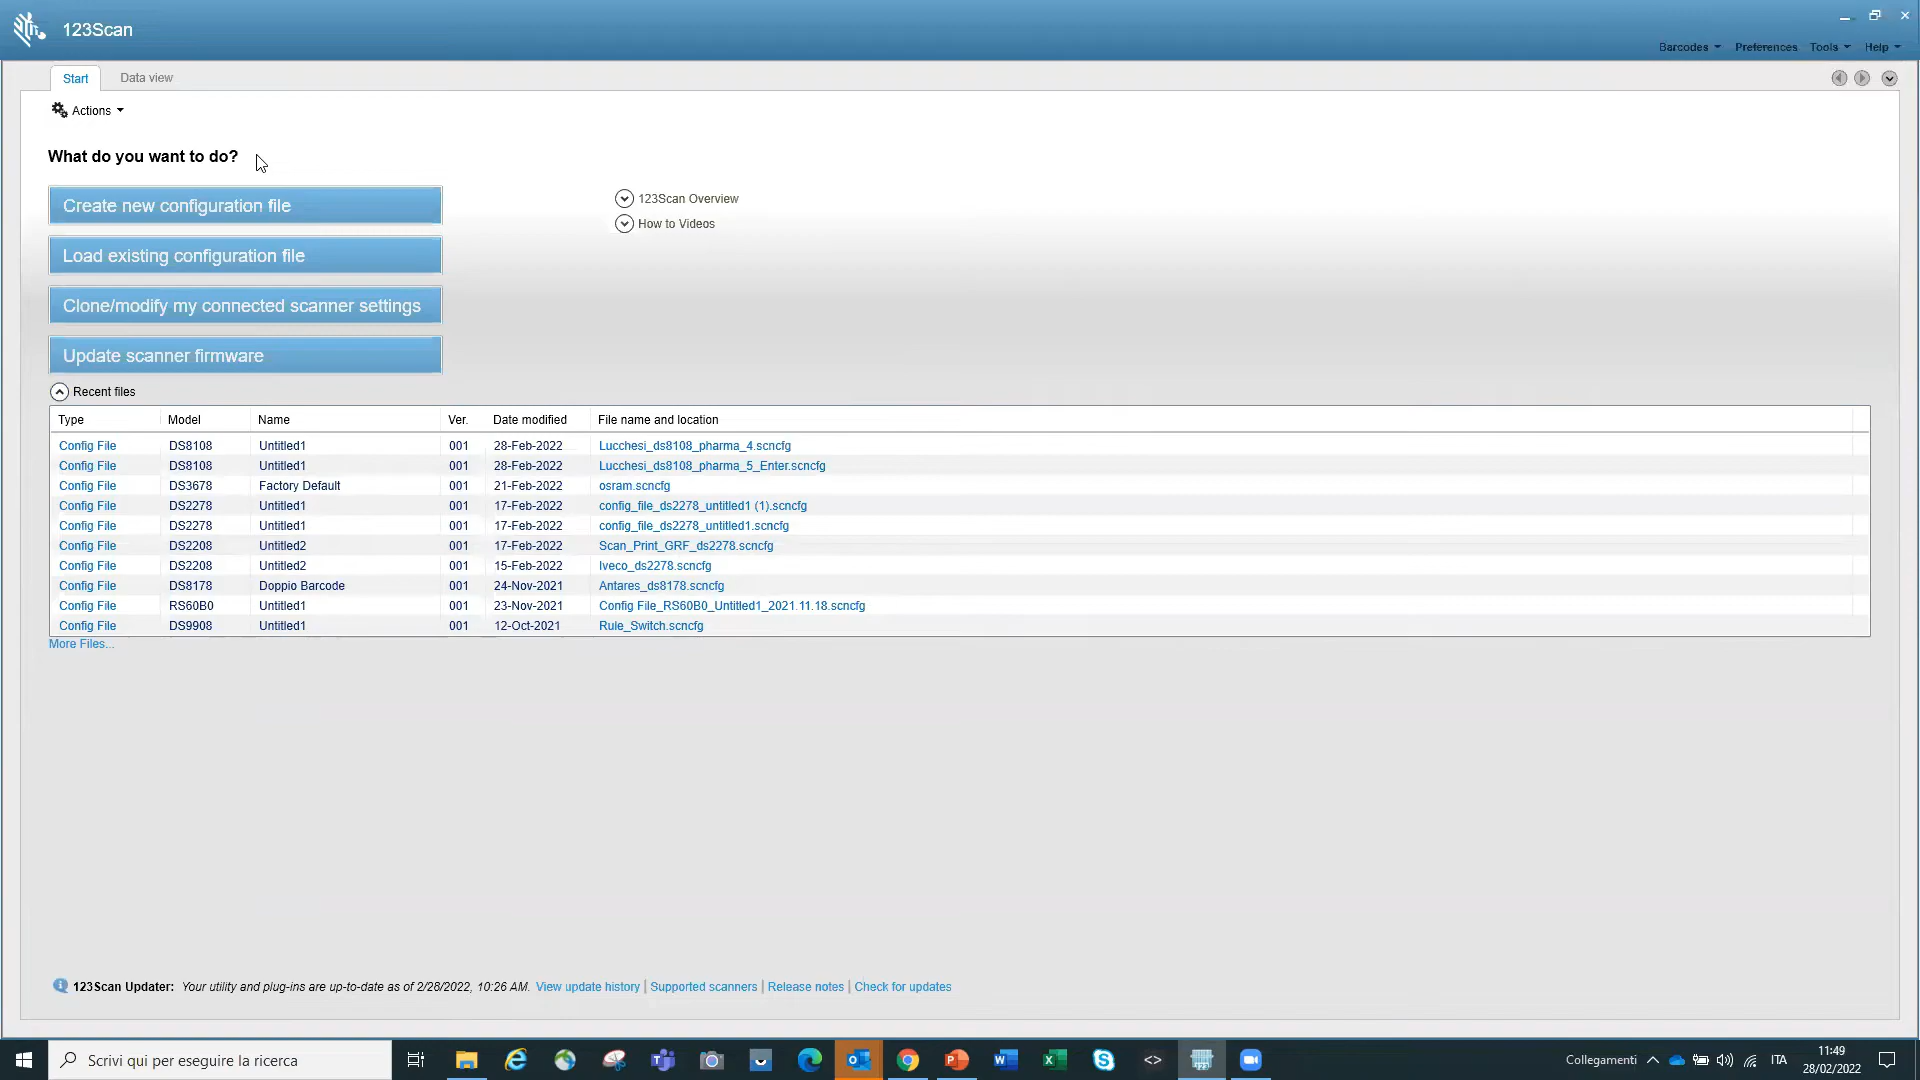 123Scan
Barcodes Preferences Tools Help
Start Data view
Actions
What do you want to do?
Create new configuration file
Load existing configuration file
Clone/modify my connected scanner settings
Update scanner firmware
123Scan Overview
How to Videos
Recent files
Type Model Name Ver. Date modified File name and location
Config File DS8108 Untitled1 001 28-Feb-2022 Lucchesi_ds8108_pharma_4.scncfg
Config File DS8108 Untitled1 001 28-Feb-2022 Lucchesi_ds8108_pharma_5_Enter.scncfg
Config File DS3678 Factory Default 001 21-Feb-2022 osram.scncfg
Config File DS2278 Untitled1 001 17-Feb-2022 config_file_ds2278_untitled1 (1).scncfg
Config File DS2278 Untitled1 001 17-Feb-2022 config_file_ds2278_untitled1.scncfg
Config File DS2208 Untitled2 001 17-Feb-2022 Scan_Print_GRF_ds2278.scncfg
Config File DS2208 Untitled2 001 15-Feb-2022 Iveco_ds2278.scncfg
Config File DS8178 Doppio Barcode 001 24-Nov-2021 Antares_ds8178.scncfg
Config File RS60B0 Untitled1 001 23-Nov-2021 Config File_RS60B0_Untitled1_2021.11.18.scncfg
Config File DS9908 Untitled1 001 12-Oct-2021 Rule_Switch.scncfg
More Files...
123Scan Updater: Your utility and plug-ins are up-to-date as of 2/28/2022, 10:26 AM. View update history | Supported scanners | Release notes | Check for updates
Scrivi qui per eseguire la ricerca
Collegamenti
ITA
11:49
28/02/2022